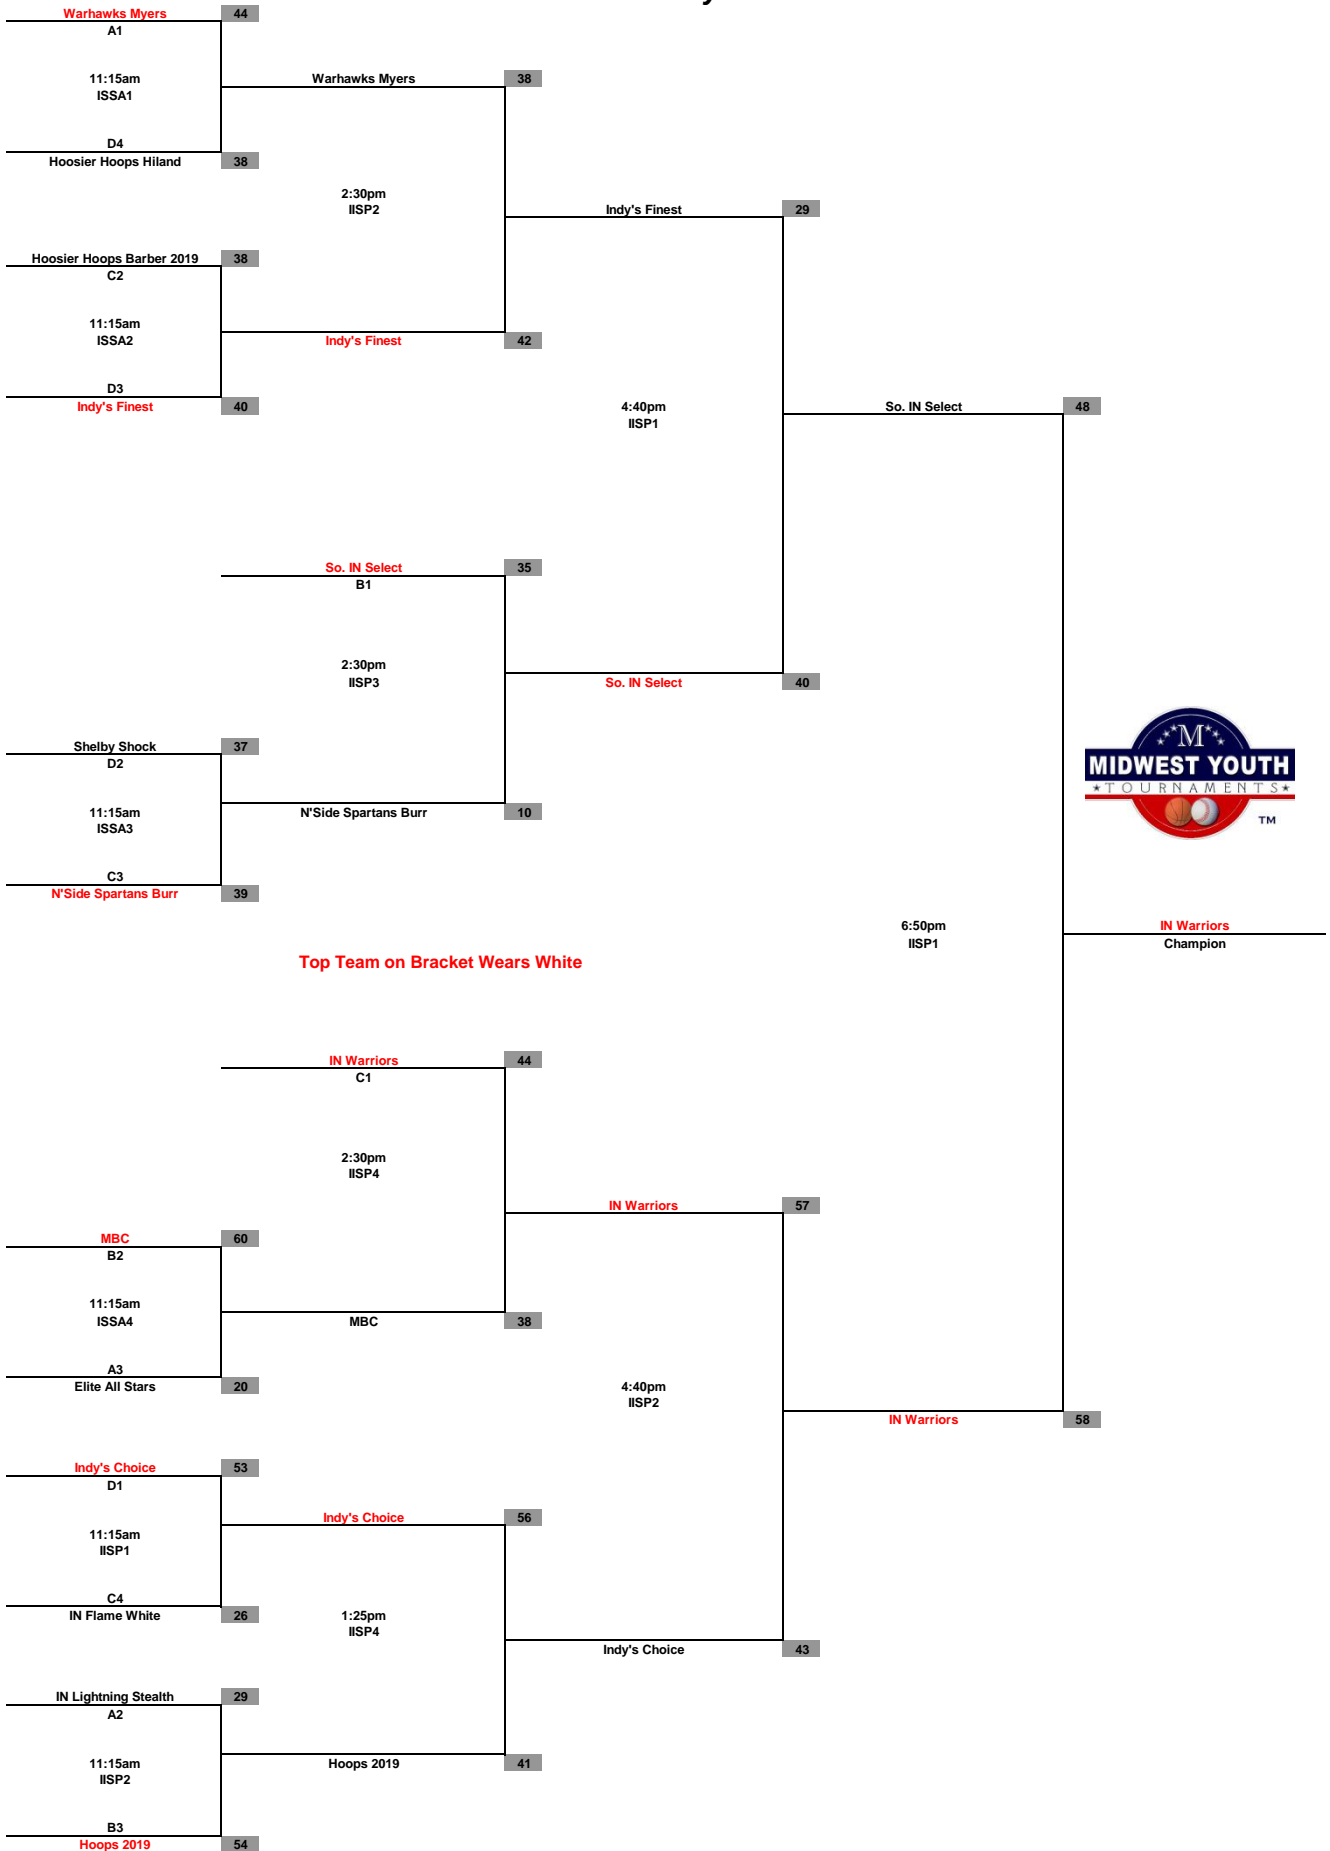 Warhawks Myers 44
A1
11:15am
ISSA1
Warhawks Myers 38
D4
Hoosier Hoops Hiland 38
2:30pm
IISP2
Indy's Finest 29
Hoosier Hoops Barber 2019 38
C2
11:15am
ISSA2
Indy's Finest 42
D3
Indy's Finest 40
4:40pm
IISP1
So. IN Select 48
So. IN Select 35
B1
2:30pm
IISP3
So. IN Select 40
Shelby Shock 37
D2
11:15am
ISSA3
N'Side Spartans Burr 10
C3
N'Side Spartans Burr 39
M
MIDWEST YOUTH
TOURNAMENTS
TM
6:50pm
IISP1
IN Warriors
Champion
Top Team on Bracket Wears White
IN Warriors 44
C1
2:30pm
IISP4
IN Warriors 57
MBC 60
B2
11:15am
ISSA4
MBC 38
A3
Elite All Stars 20
4:40pm
IISP2
IN Warriors 58
Indy's Choice 53
D1
11:15am
IISP1
Indy's Choice 56
C4
IN Flame White 26
1:25pm
IISP4
Indy's Choice 43
IN Lightning Stealth 29
A2
11:15am
IISP2
Hoops 2019 41
B3
Hoops 2019 54